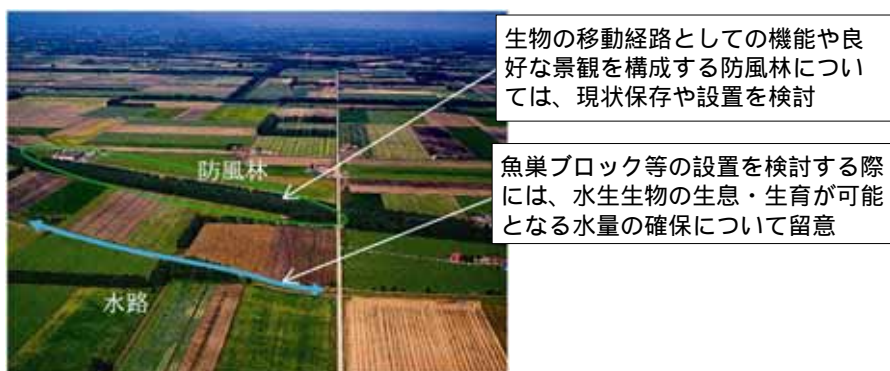 生物の移動経路としての機能や良
好な景観を構成する防風林につい
ては、現状保存や設置を検討
防風林
魚巣ブロック等の設置を検討する際
には、水生生物の生息・生育が可能
となる水量の確保について留意
水路